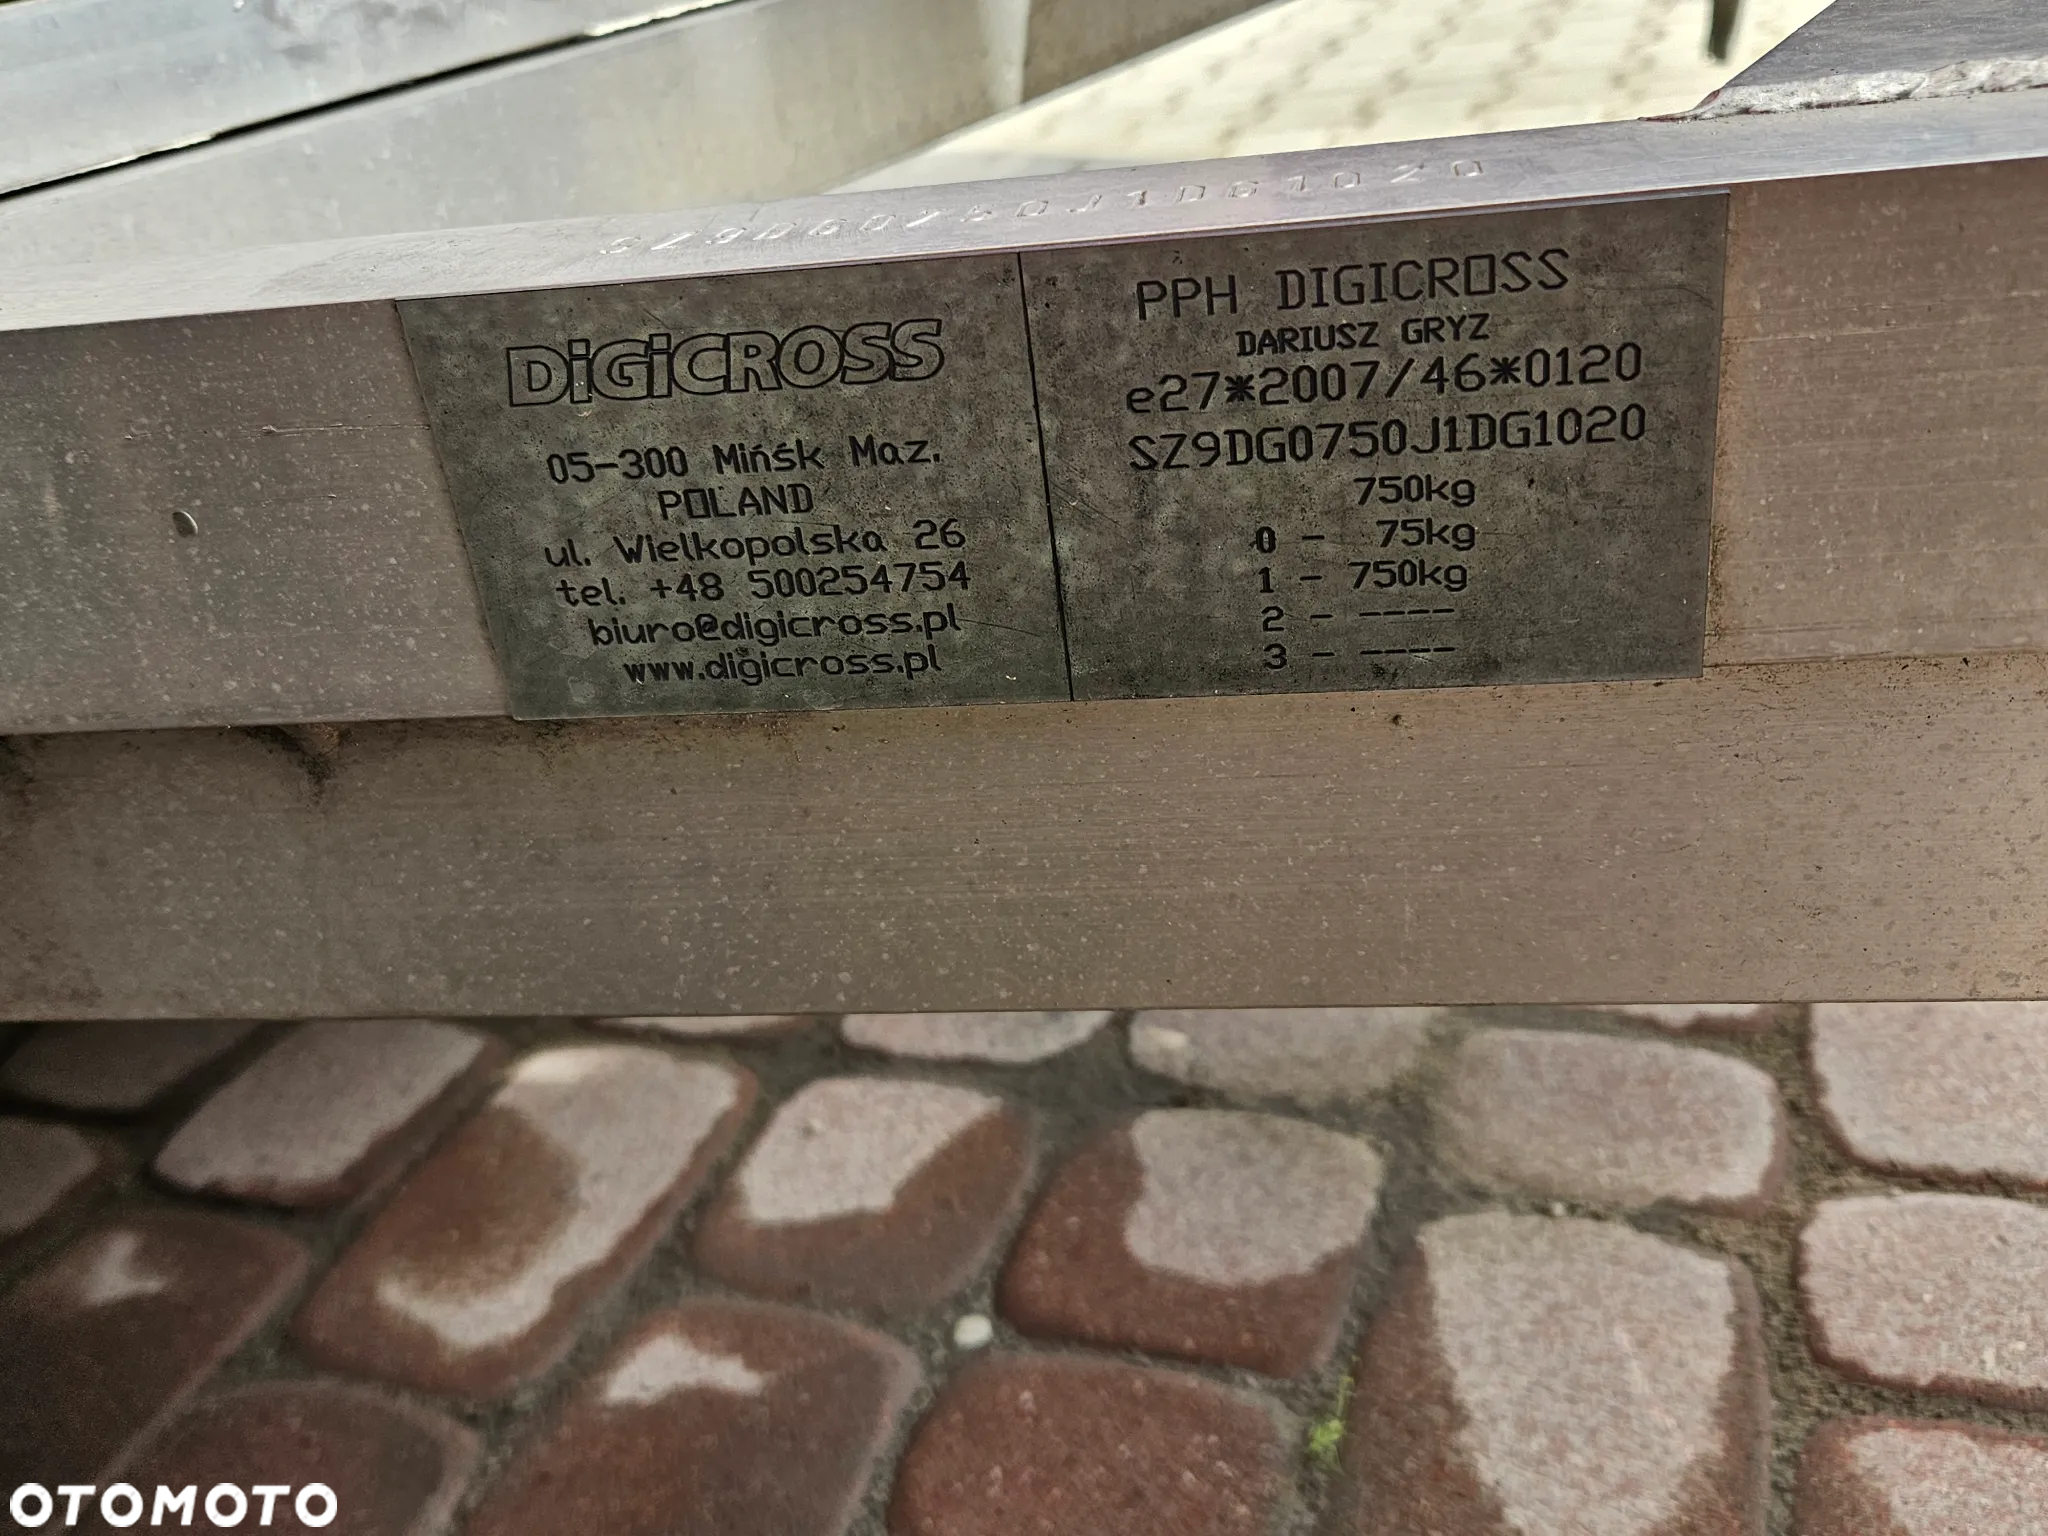 SZ9DG0750J1DG1020
DiGiCROSS
05-300 Mińśk Maz.
POLAND
ul. Wielkopolska 26
tel. +48 500254754
biuro@digicross.pl
www.digicross.pl
PPH DIGICROSS
DARIUSZ GRYZ
e27*2007/46*0120
SZ9DG0750J1DG1020
750kg
0 - 75kg
1 - 750kg
2 - ----
3 - ----
OTOMOTO